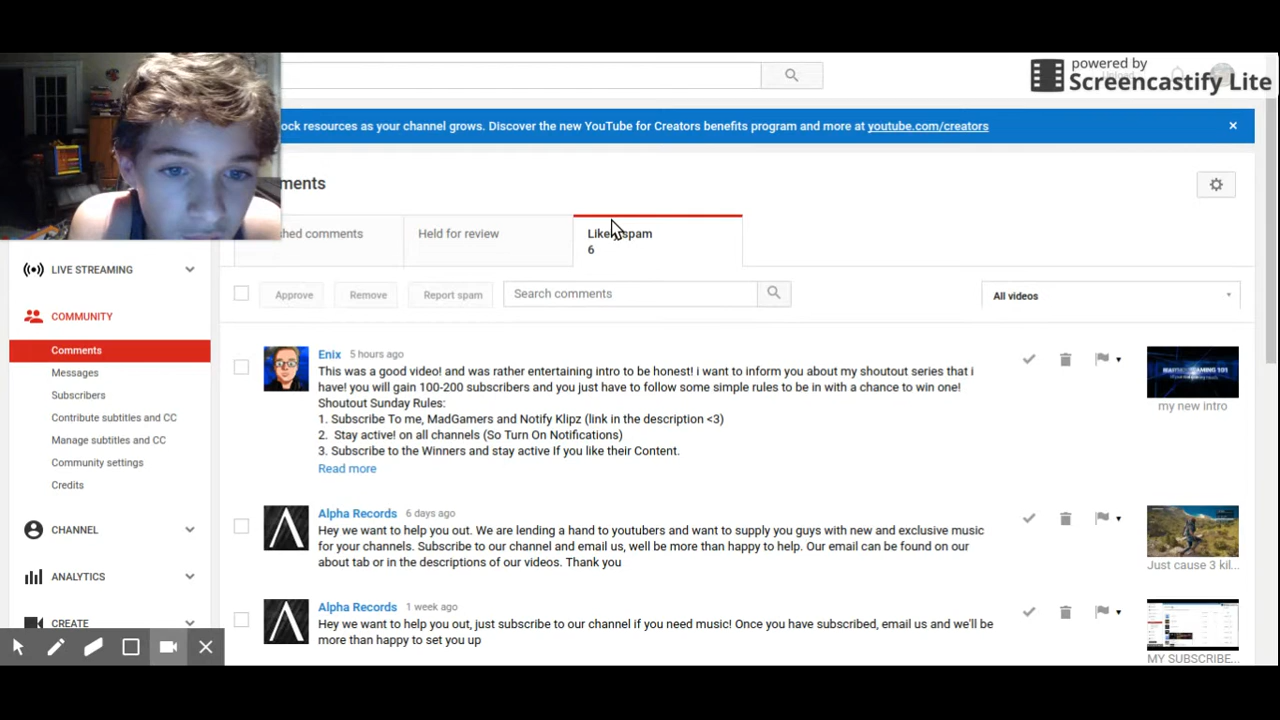 powered by
Screencastify Lite
ock resources as your channel grows. Discover the new YouTube for Creators benefits program and more at youtube.com/creators
ments
hed comments
Held for review
Like spam
6
LIVE STREAMING
COMMUNITY
Comments
Messages
Subscribers
Contribute subtitles and CC
Manage subtitles and CC
Community settings
Credits
CHANNEL
ANALYTICS
CREATE
Approve
Remove
Report spam
Search comments
All videos
Enix 5 hours ago
This was a good video! and was rather entertaining intro to be honest! i want to inform you about my shoutout series that i
have! you will gain 100-200 subscribers and you just have to follow some simple rules to be in with a chance to win one!
Shoutout Sunday Rules:
1. Subscribe To me, MadGamers and Notify Klipz (link in the description <3)
2. Stay active! on all channels (So Turn On Notifications)
3. Subscribe to the Winners and stay active If you like their Content.
Read more
my new intro
Alpha Records 6 days ago
Hey we want to help you out. We are lending a hand to youtubers and want to supply you guys with new and exclusive music
for your channels. Subscribe to our channel and email us, well be more than happy to help. Our email can be found on our
about tab or in the descriptions of our videos. Thank you
Just cause 3 kil...
Alpha Records 1 week ago
Hey we want to help you out, just subscribe to our channel if you need music! Once you have subscribed, email us and we'll be
more than happy to set you up
MY SUBSCRIBE...